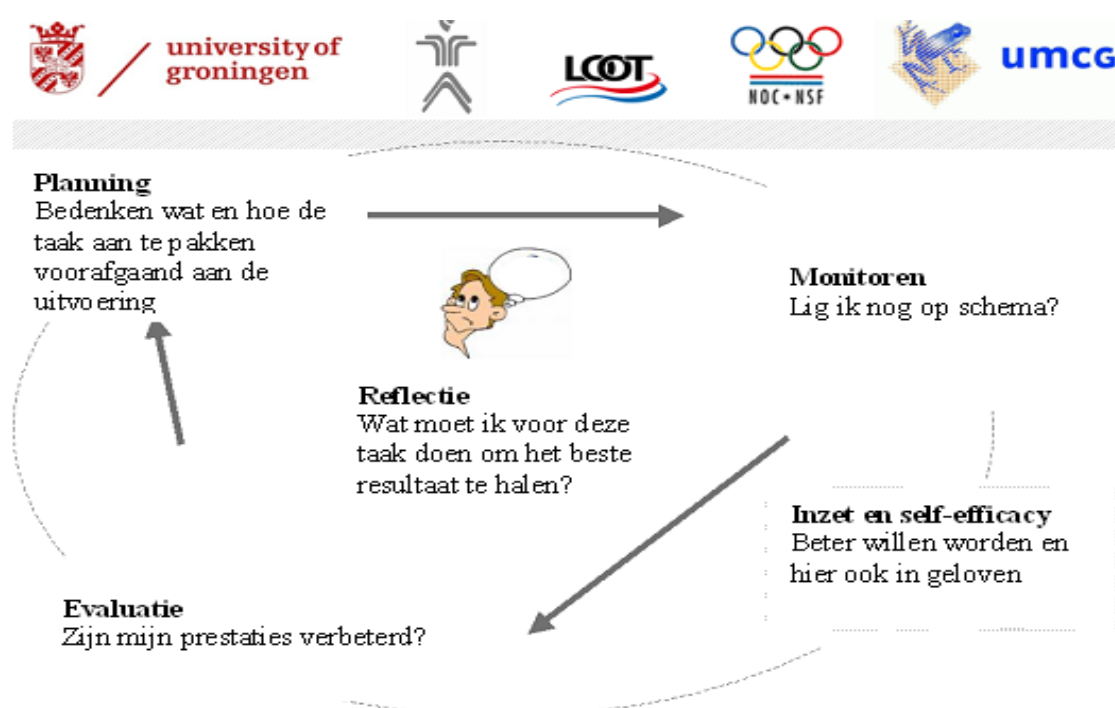 university of
groningen
LOOT
NOC*NSF
umcg
Planning
Bedenken wat en hoe de
taak aan te pakken
voorafgaand aan de
uitvoering
Monitoren
Lig ik nog op schema?
Reflectie
Wat moet ik voor deze
taak doen om het beste
resultaat te halen?
Inzet en self-efficacy
Beter willen worden en
hier ook in geloven
Evaluatie
Zijn mijn prestaties verbeterd?